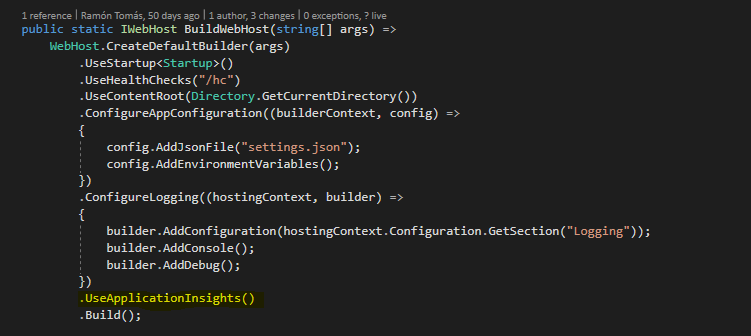 1 reference | Ramón Tomás, 50 days ago | 1 author, 3 changes | 0 exceptions, ? live
public static IWebHost BuildWebHost(string[] args) =>
WebHost.CreateDefaultBuilder(args)
.UseStartup<Startup>()
.UseHealthChecks("/hc")
.UseContentRoot(Directory.GetCurrentDirectory())
.ConfigureAppConfiguration((builderContext, config) =>
{
config.AddJsonFile("settings.json");
config.AddEnvironmentVariables();
})
.ConfigureLogging((hostingContext, builder) =>
{
builder.AddConfiguration(hostingContext.Configuration.GetSection("Logging"));
builder.AddConsole();
builder.AddDebug();
})
.UseApplicationInsights()
.Build();